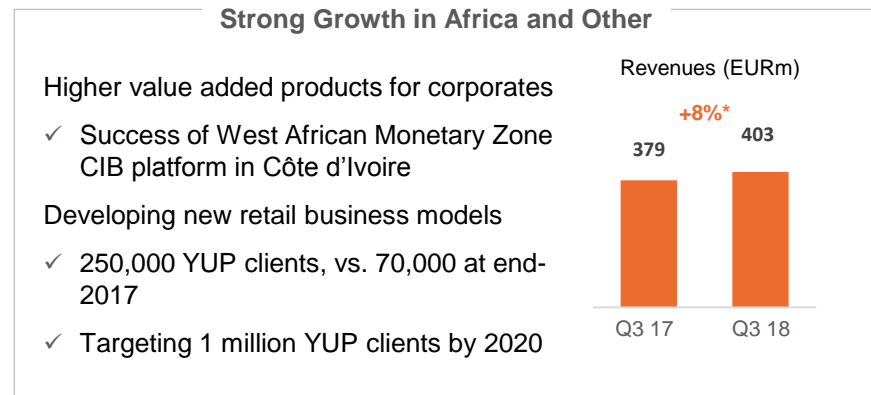 Strong Growth in Africa and Other
Higher value added products for corporates
✓ Success of West African Monetary Zone
CIB platform in Côte d’Ivoire
Developing new retail business models
✓ 250,000 YUP clients, vs. 70,000 at end-
2017
✓ Targeting 1 million YUP clients by 2020
Revenues (EURm)
+8%*
379
403
Q3 17
Q3 18